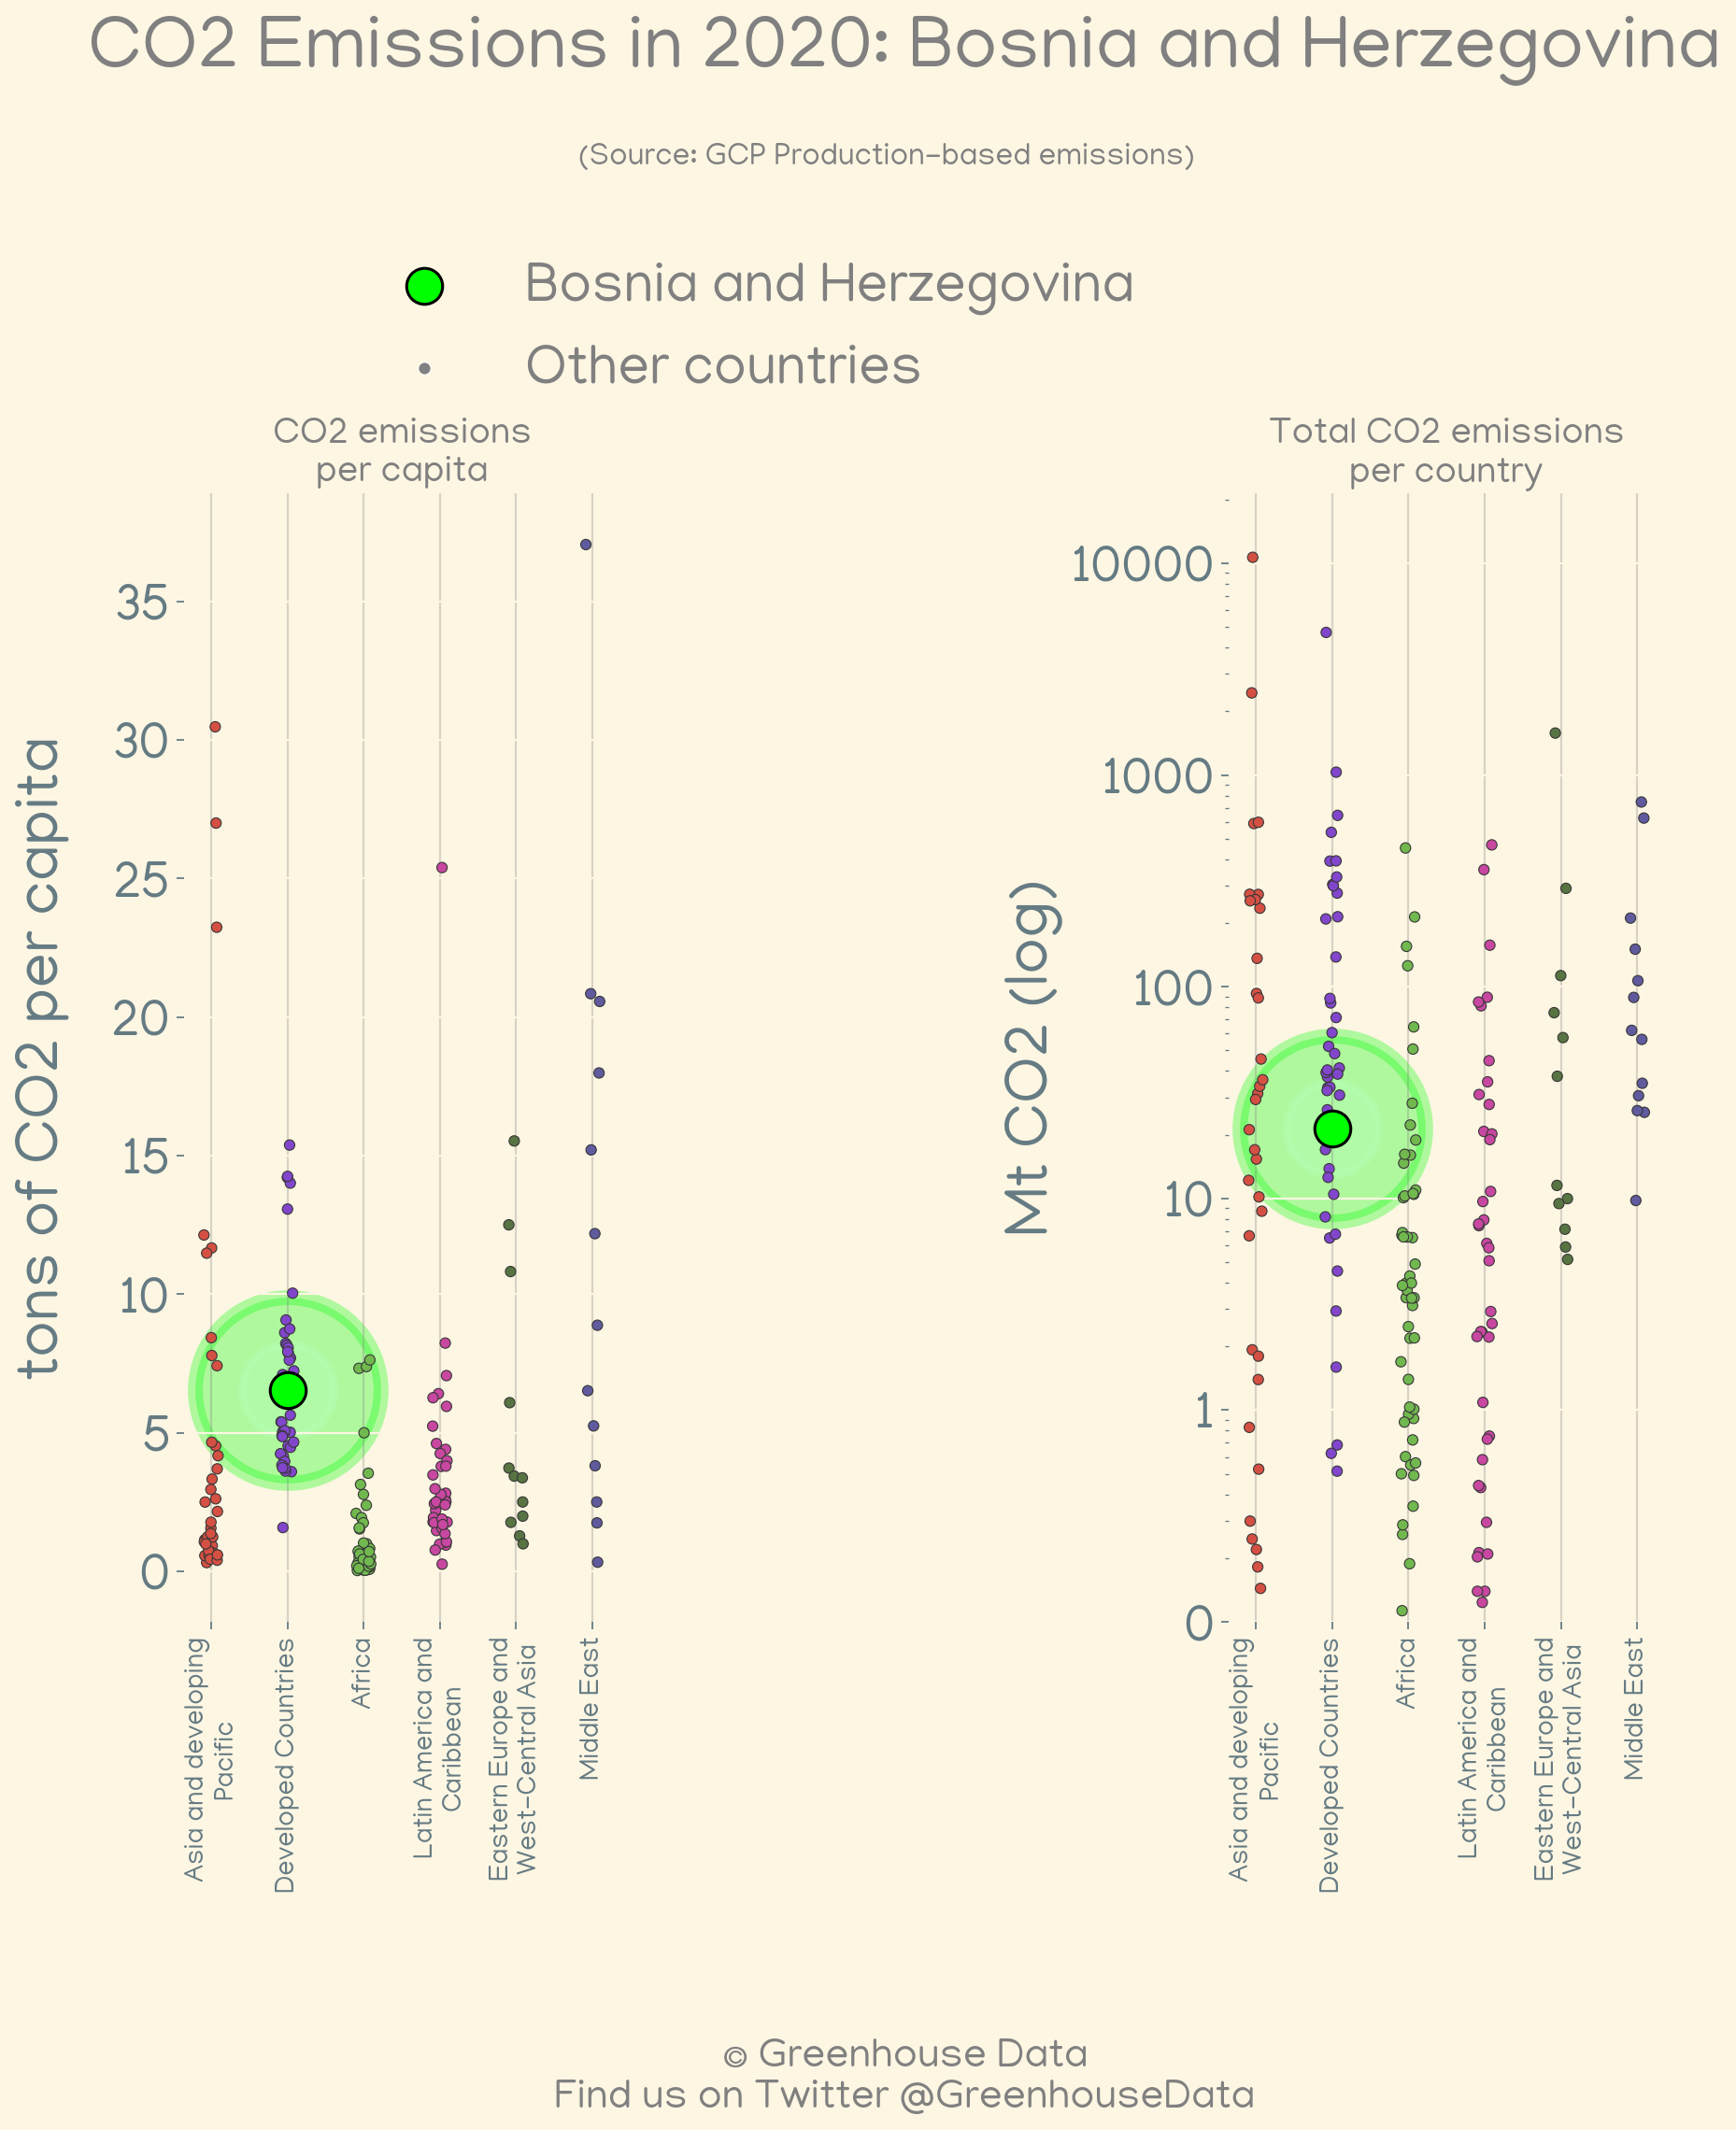 CO2 Emissions in 2020: Bosnia and Herzegovina
(Source: GCP Production-based emissions)
Bosnia and Herzegovina
Other countries
CO2 emissions
per capita
tons of CO2 per capita
35
30
25
20
15
10
5
0
Asia and developing
Pacific
Developed Countries
Africa
Latin America and
Caribbean
Eastern Europe and
West-Central Asia
Middle East
Total CO2 emissions
per country
Mt CO2 (log)
10000
1000
100
10
1
0
Asia and developing
Pacific
Developed Countries
Africa
Latin America and
Caribbean
Eastern Europe and
West-Central Asia
Middle East
© Greenhouse Data
Find us on Twitter @GreenhouseData